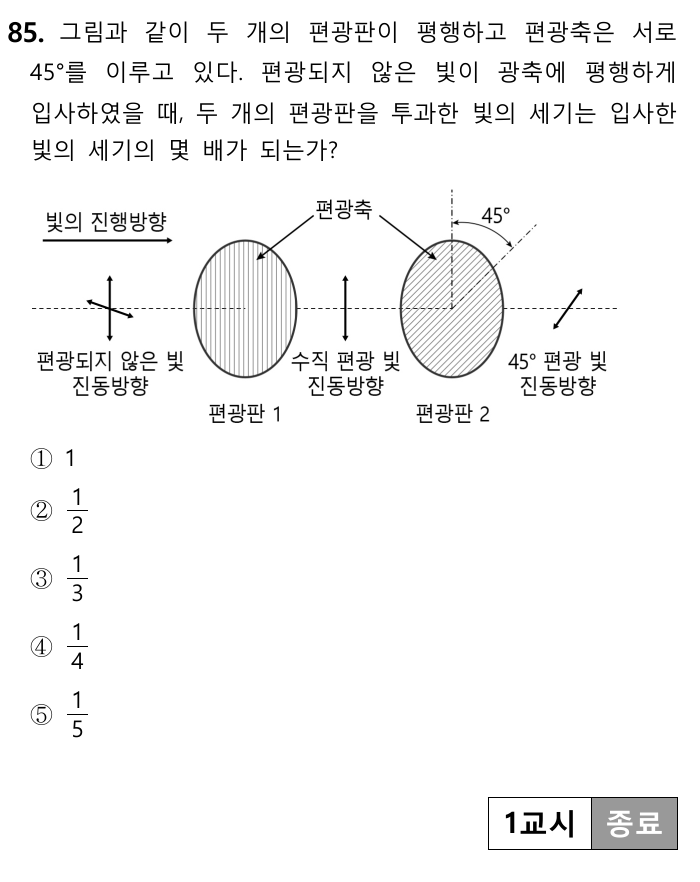 85. 그림과 같이 두 개의 편광판이 평행하고 편광축은 서로
45°를 이루고 있다. 편광되지 않은 빛이 광축에 평행하게
입사하였을 때, 두 개의 편광판을 투과한 빛의 세기는 입사한
빛의 세기의 몇 배가 되는가?
빛의 진행방향
편광축
45°
편광되지 않은 빛
진동방향
수직 편광 빛
진동방향
45° 편광 빛
진동방향
편광판 1
편광판 2
① 1
② 1/2
③ 1/3
④ 1/4
⑤ 1/5
1교시 종료